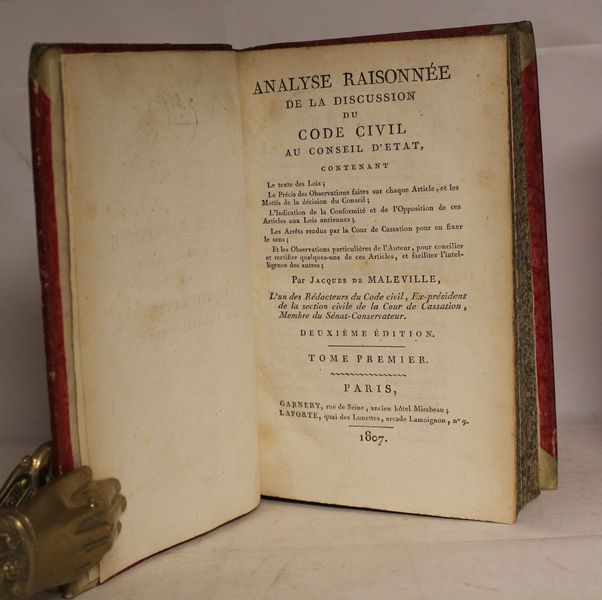 ANALYSE RAISONNÉE
DE LA DISCUSSION
DU
CODE CIVIL
AU CONSEIL D'ETAT,
CONTENANT
Le texte des Lois;
Le Précis des Observations faites sur chaque Article, et les
Motifs de la décision du Conseil;
L'Indication de la Conformité et de l'Opposition de ces
Articles aux Lois anciennes;
Les Arrêts rendus par la Cour de Cassation pour en fixer
le sens;
Et les Observations particulières de l'Auteur, pour concilier
et rectifier quelques-uns de ces Articles, et faciliter l'intel-
ligence des autres;
Par Jacques de MALEVILLE,
L'un des Rédacteurs du Code civil, Ex-président
de la section civile de la Cour de Cassation,
Membre du Sénat-Conservateur.
DEUXIÈME ÉDITION.
TOME PREMIER.
PARIS,
GARNERY, rue de Seine, ancien hôtel Mirabeau;
LAPORTE, quai des Lunettes, arcade Lamoignon, nº 9.
1807.